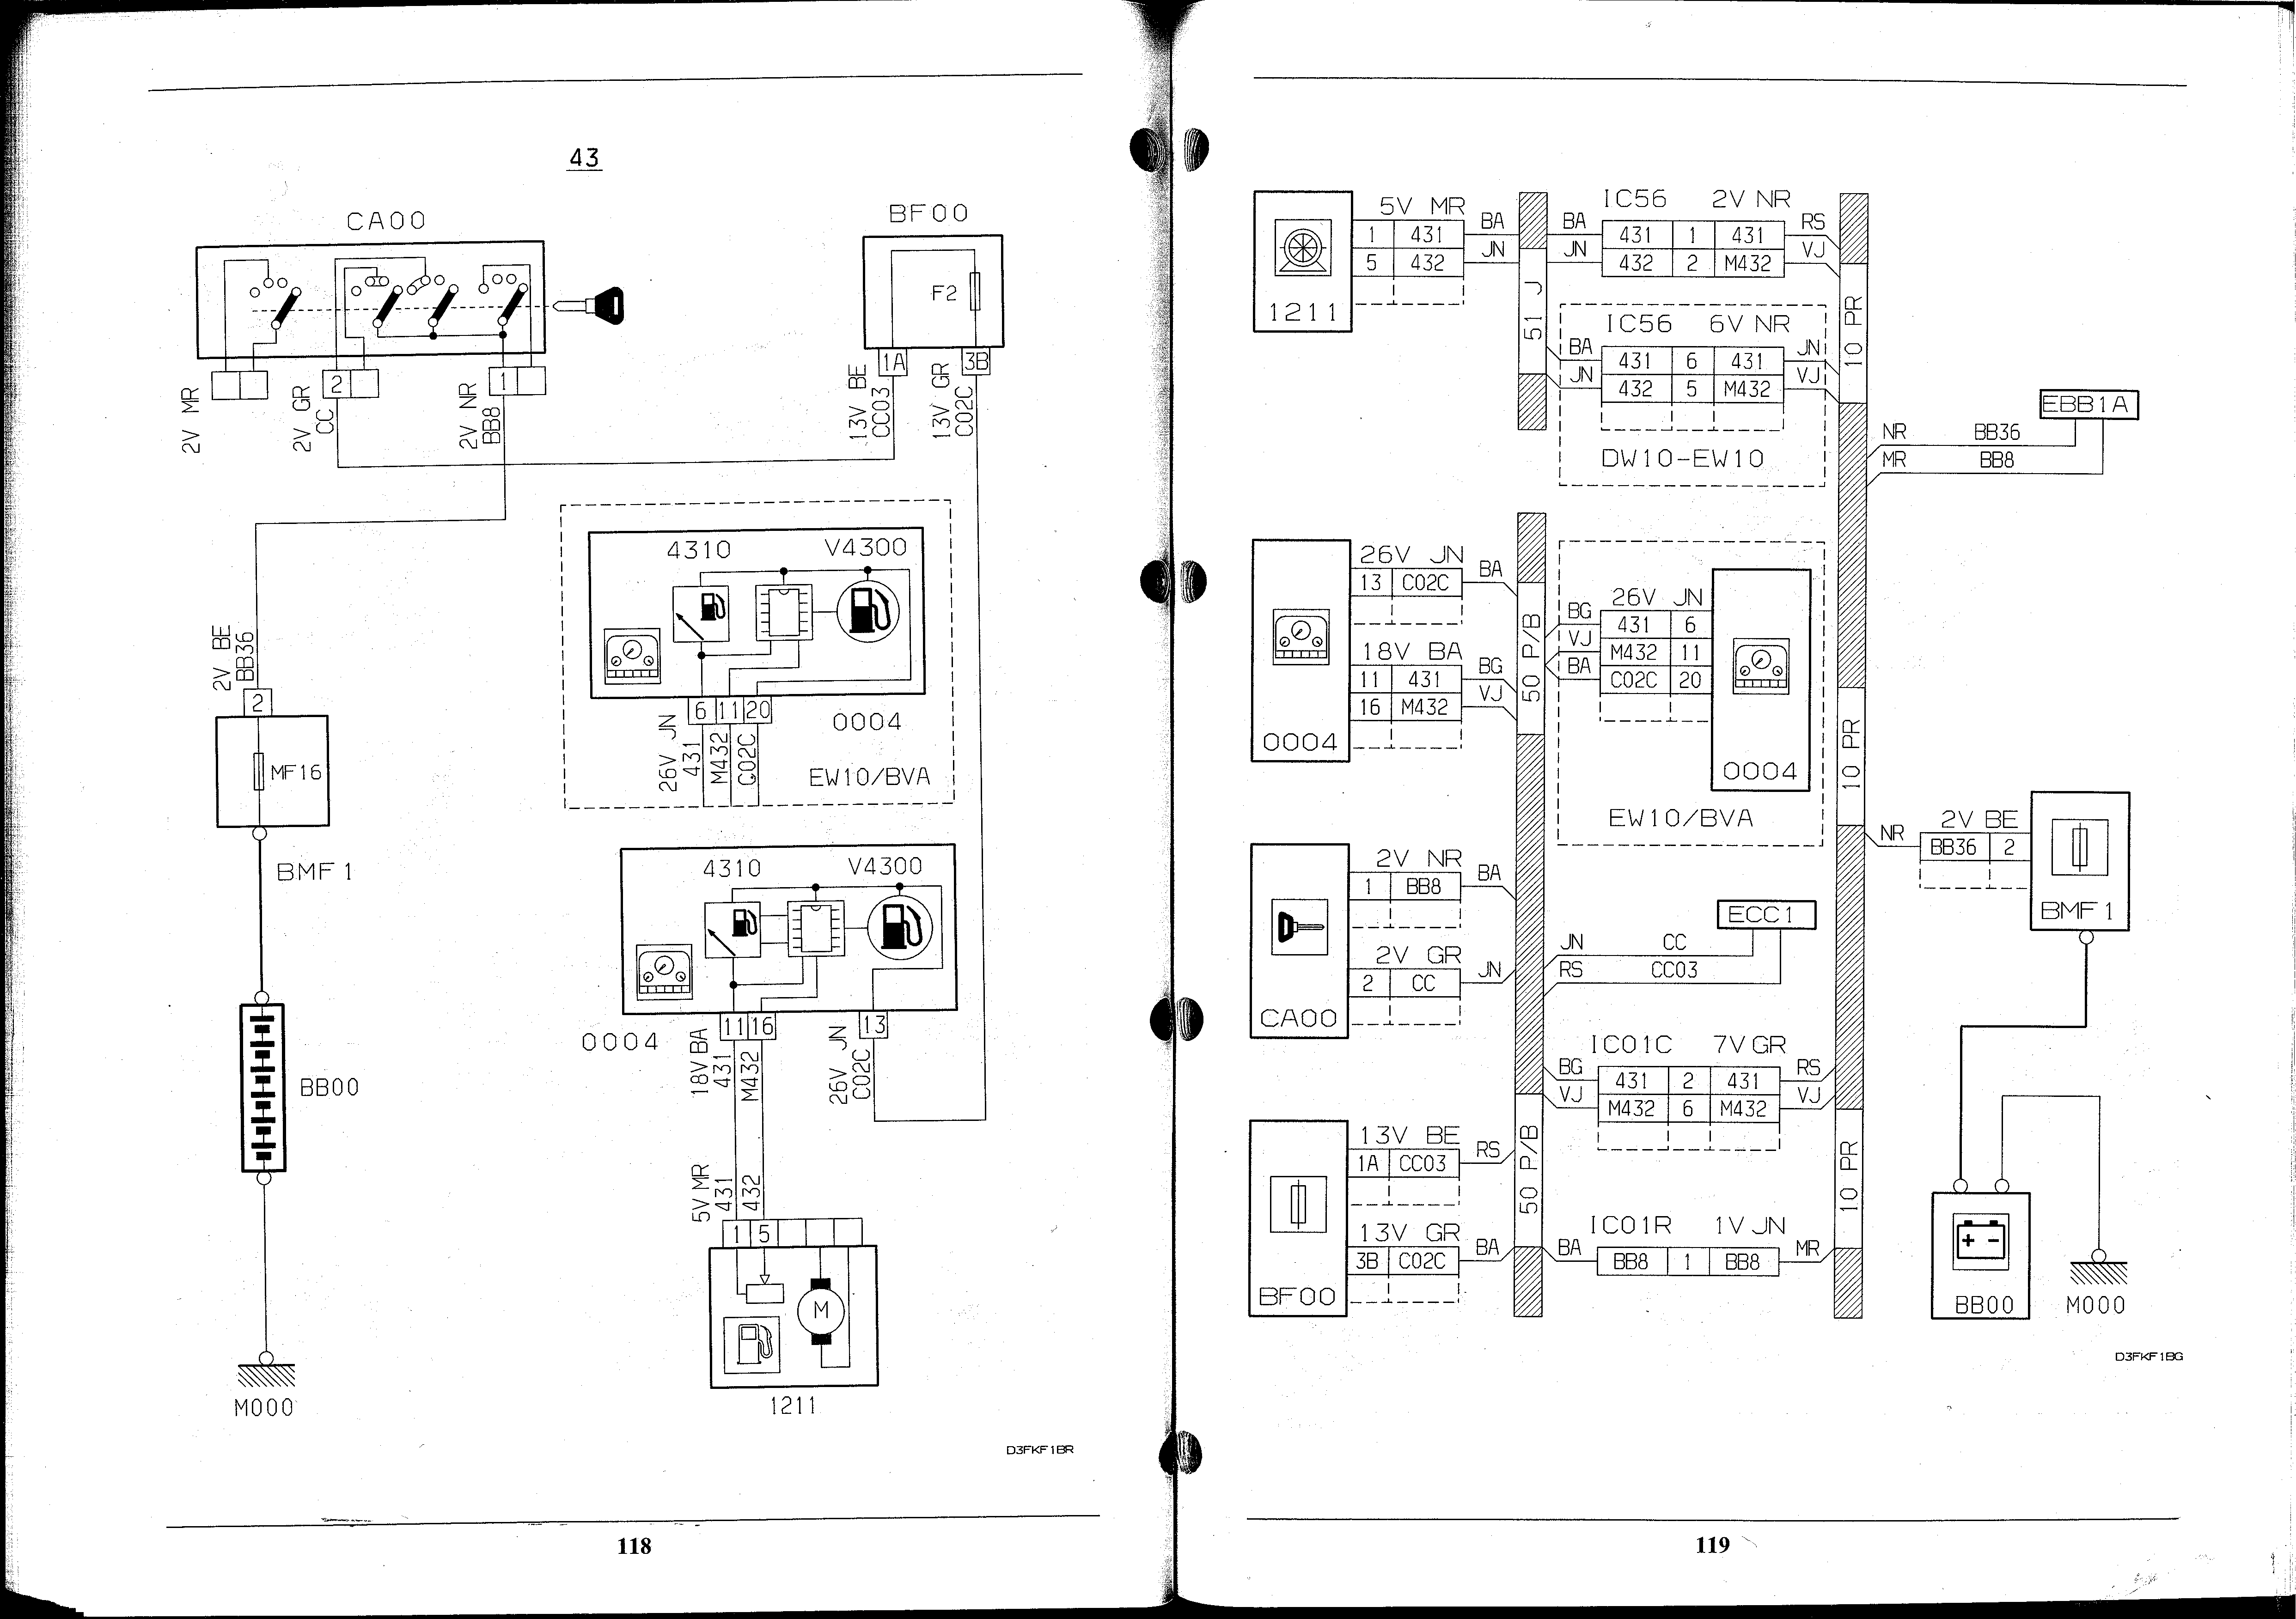 43
CA00
BF00
F2
1A
3B
2V MR
2
2V GR
CC
1
2V NR
BB8
13V BE
CC03
13V GR
C02C
2V BE
BB36
2
MF16
BMF1
BB00
M000
4310 V4300
6 11 20
0004
26V JN
431
M432
C02C
EW10/BVA
4310 V4300
0004
11 16
13
18V BA
431
M432
26V JN
C02C
5V MR
431
432
1 5
M
1211
D3FKF1BR
118
1211
5V MR
1 431 BA
5 432 JN
51 J
IC56 2V NR
BA 431 1 431 RS
JN 432 2 M432 VJ
IC56 6V NR
BA 431 6 431 JN
JN 432 5 M432 VJ
DW10-EW10
10 PR
EBB1A
NR BB36
MR BB8
0004
26V JN
13 C02C BA
18V BA
11 431 BG
16 M432 VJ
50 P/B
26V JN
BG 431 6
VJ M432 11
BA C02C 20
0004
EW10/BVA
10 PR
NR
2V BE
BB36 2
BMF1
CA00
2V NR
1 BB8 BA
2V GR
2 CC JN
ECC1
JN CC
RS CC03
IC01C 7V GR
BG 431 2 431 RS
VJ M432 6 M432 VJ
BF00
13V BE
1A CC03 RS
13V GR
3B C02C BA
50 P/B
IC01R 1V JN
BA BB8 1 BB8 MR
10 PR
+ -
BB00
M000
D3FKF1BG
119